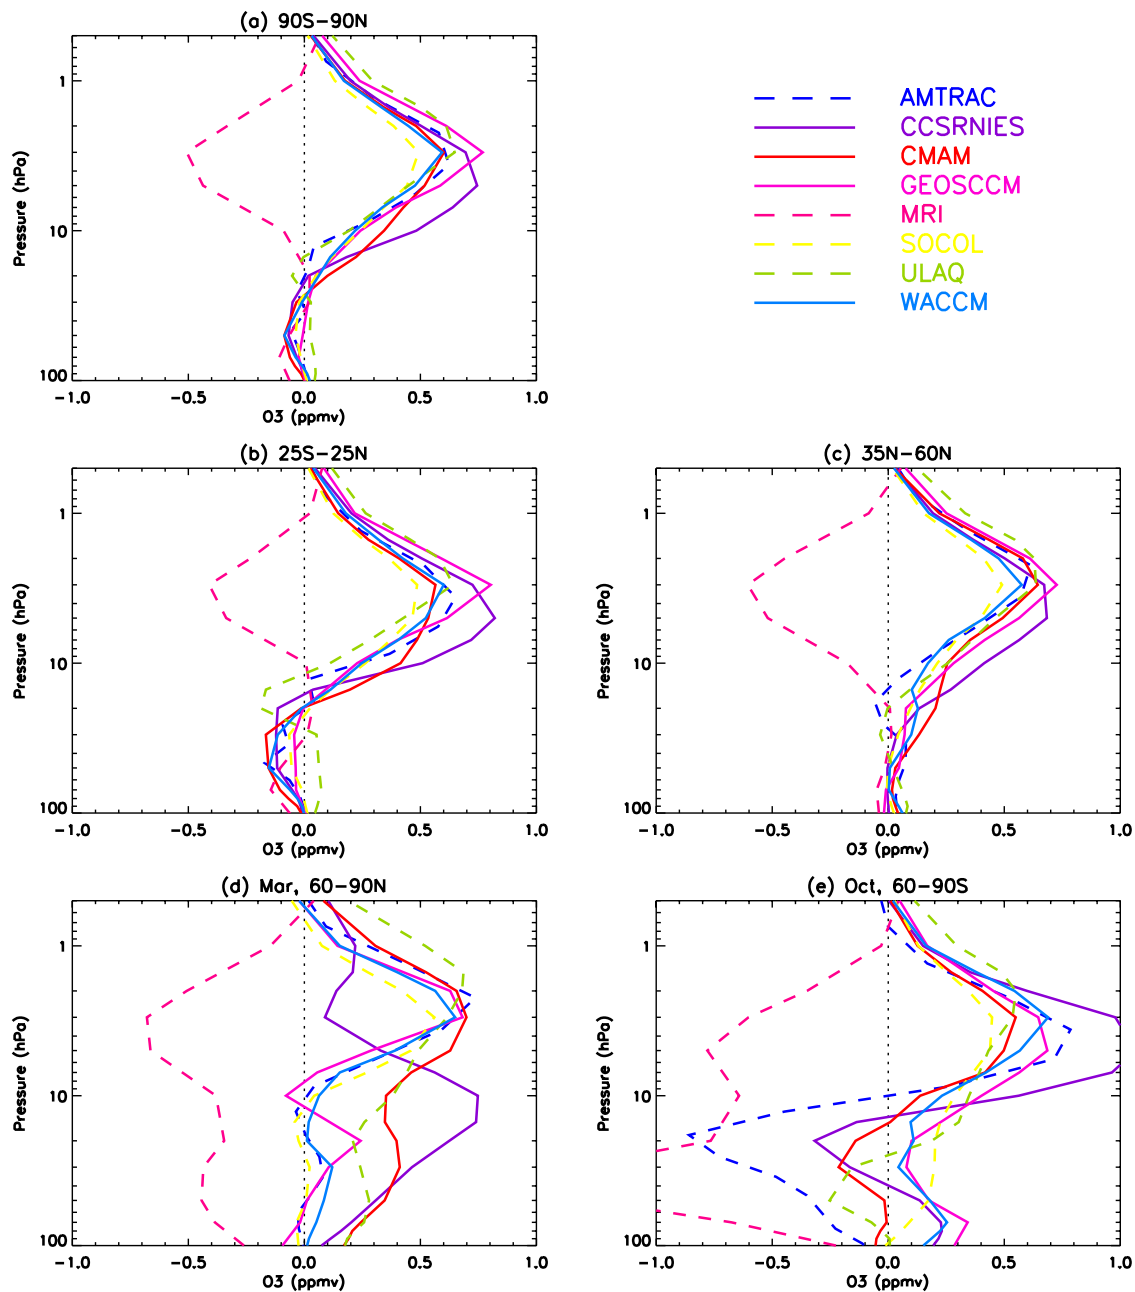 (a) 90S-90N
1
10
100
Pressure (hPa)
-1.0 -0.5 0.0 0.5 1.0
O3 (ppmv)
AMTRAC
CCSRNIES
CMAM
GEOSCCM
MRI
SOCOL
ULAQ
WACCM
(b) 25S-25N
1
10
100
Pressure (hPa)
-1.0 -0.5 0.0 0.5 1.0
O3 (ppmv)
(c) 35N-60N
1
10
100
Pressure (hPa)
-1.0 -0.5 0.0 0.5 1.0
O3 (ppmv)
(d) Mar, 60-90N
1
10
100
Pressure (hPa)
-1.0 -0.5 0.0 0.5 1.0
O3 (ppmv)
(e) Oct, 60-90S
1
10
100
Pressure (hPa)
-1.0 -0.5 0.0 0.5 1.0
O3 (ppmv)